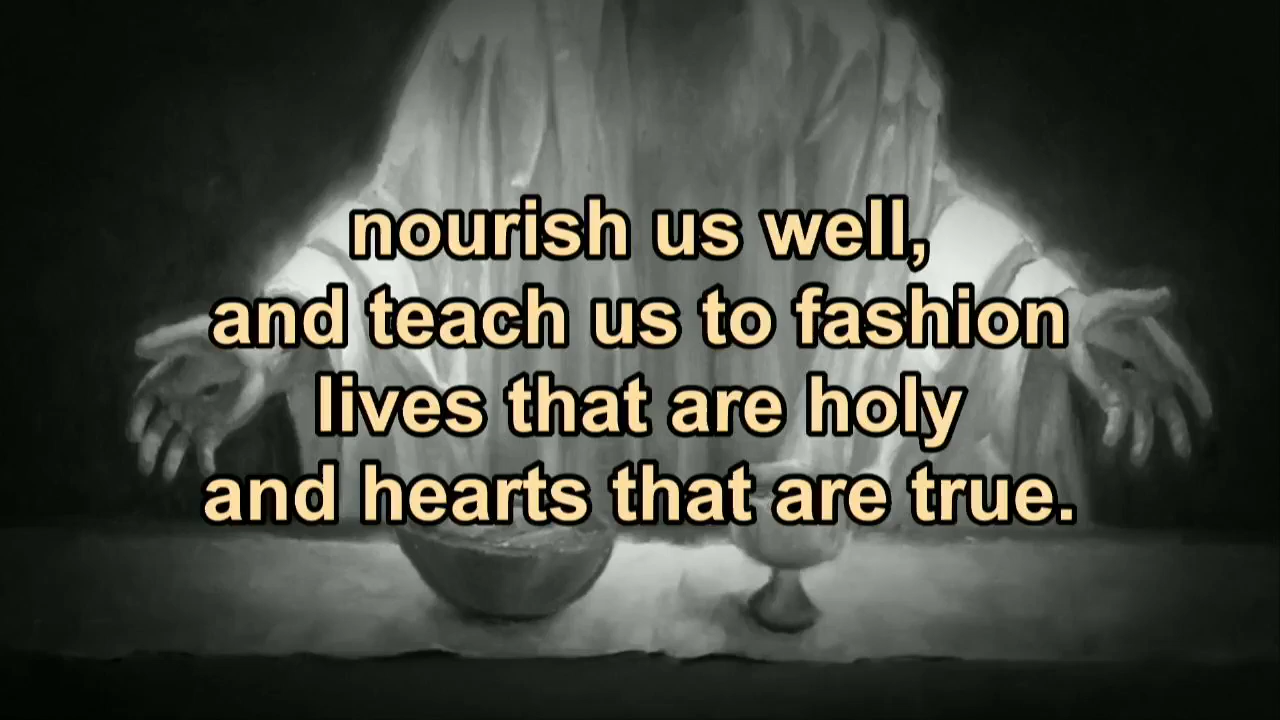 nourish us well,
and teach us to fashion
lives that are holy
and hearts that are true.